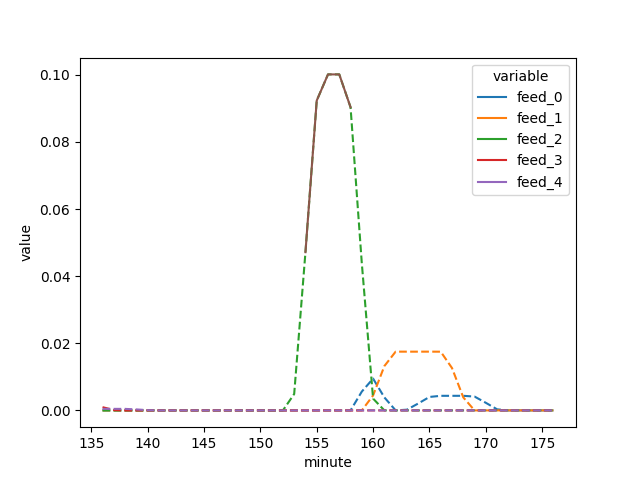 variable
feed_0
feed_1
feed_2
feed_3
feed_4
value
0.10
0.08
0.06
0.04
0.02
0.00
135 140 145 150 155 160 165 170 175
minute